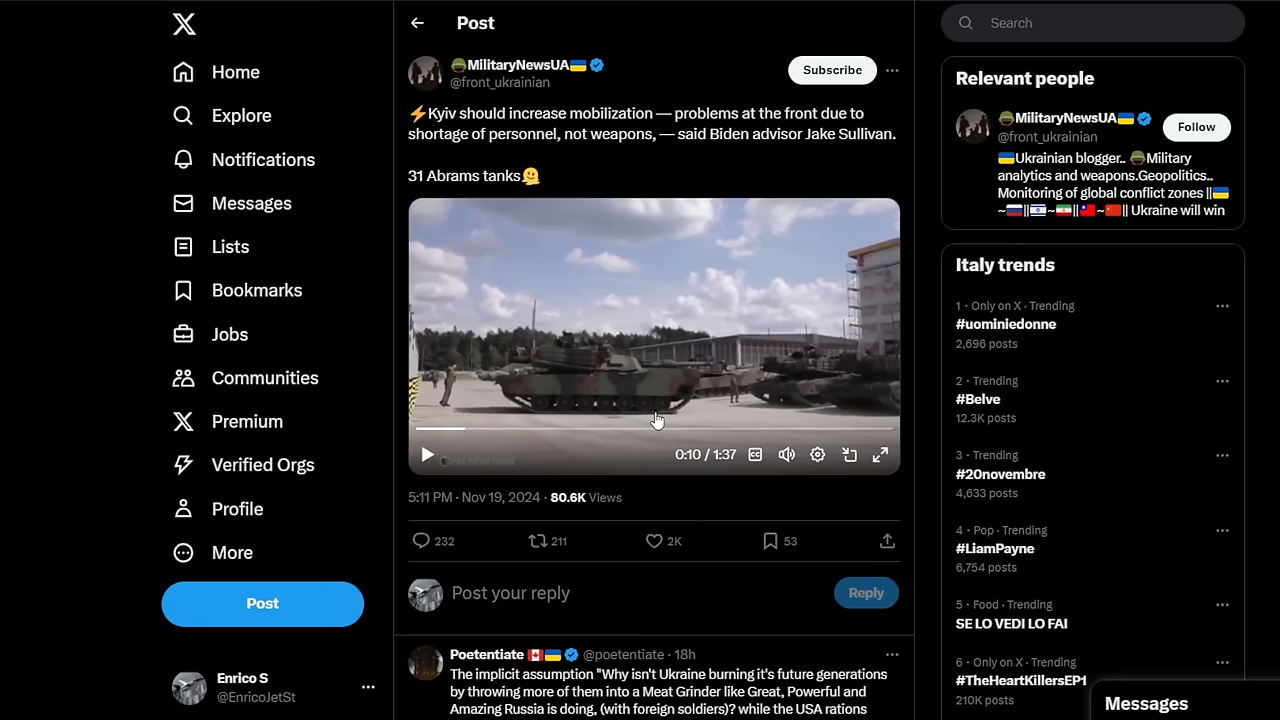 Home
Explore
Notifications
Messages
Lists
Bookmarks
Jobs
Communities
Premium
Verified Orgs
Profile
More
Post
Enrico S
@EnricoJetSt
Post
🪖MilitaryNewsUA🇺🇦
@front_ukrainian
Subscribe
⚡Kyiv should increase mobilization — problems at the front due to
shortage of personnel, not weapons, — said Biden advisor Jake Sullivan.
31 Abrams tanks🫠
0:10 / 1:37
CC
5:11 PM · Nov 19, 2024 · 80.6K Views
232
211
2K
53
Post your reply
Reply
Poetentiate 🇨🇦🇺🇦 @poetentiate · 18h
The implicit assumption "Why isn't Ukraine burning it's future generations
by throwing more of them into a Meat Grinder like Great, Powerful and
Amazing Russia is doing, (with foreign soldiers)? while the USA rations
Search
Relevant people
🪖MilitaryNewsUA🇺🇦
@front_ukrainian
Follow
🇺🇦Ukrainian blogger.. 🪖Military
analytics and weapons.Geopolitics..
Monitoring of global conflict zones ||🇺🇦
~🇷🇺||🇮🇱~🇮🇷||🇹🇼~🇨🇳|| Ukraine will win
Italy trends
1 · Only on X · Trending
#uominiedonne
2,696 posts
2 · Trending
#Belve
12.3K posts
3 · Trending
#20novembre
4,633 posts
4 · Pop · Trending
#LiamPayne
6,754 posts
5 · Food · Trending
SE LO VEDI LO FAI
6 · Only on X · Trending
#TheHeartKillersEP1
210K posts
Messages